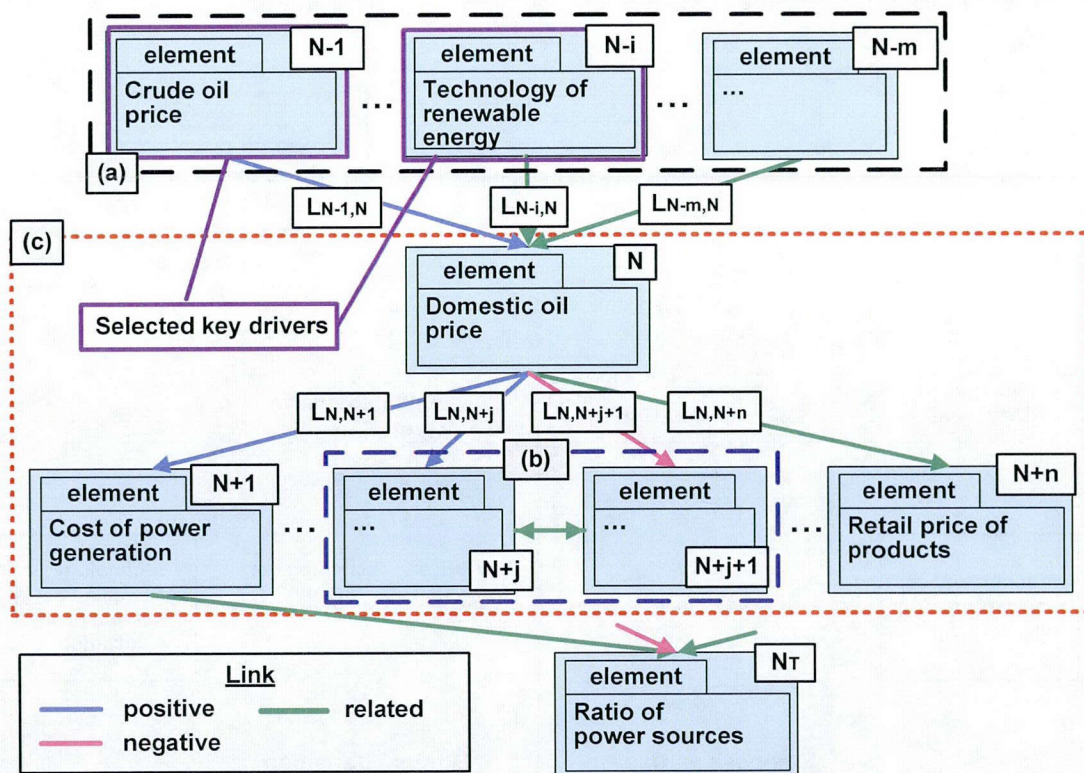 element
N-1
Crude oil
price
...
element
N-i
Technology of
renewable
energy
...
element
N-m
...
(a)
LN-1,N
LN-i,N
LN-m,N
(c)
element
N
Domestic oil
price
Selected key drivers
LN,N+1
LN,N+j
LN,N+j+1
LN,N+n
(b)
element
N+1
Cost of power
generation
...
element
...
N+j
element
...
N+j+1
...
element
N+n
Retail price of
products
Link
positive
related
negative
element
NT
Ratio of
power sources